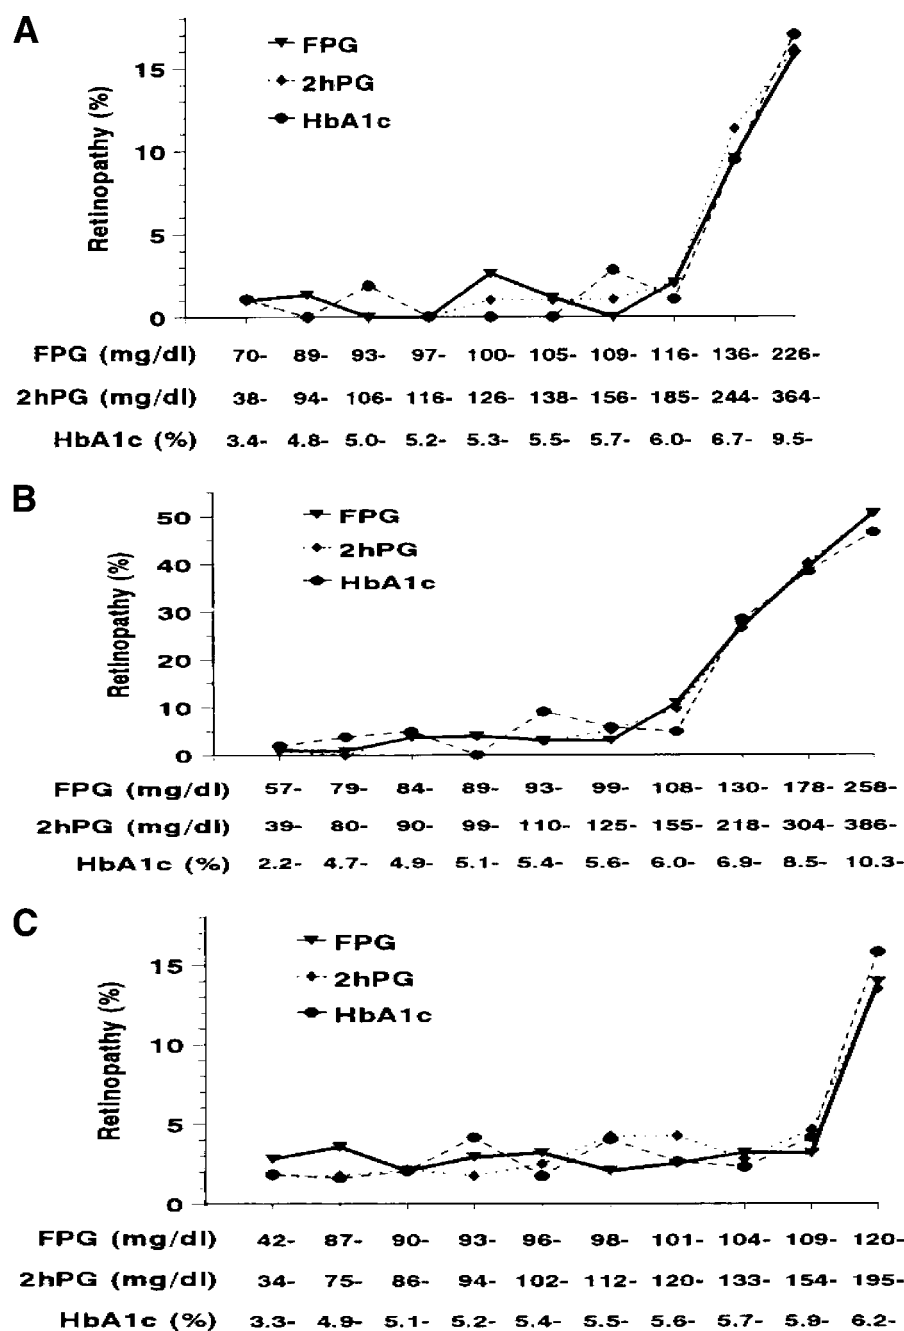 A
FPG
2hPG
HbA1c
15
10
5
0
Retinopathy (%)
FPG (mg/dl) 70- 89- 93- 97- 100- 105- 109- 116- 136- 226-
2hPG (mg/dl) 38- 94- 106- 116- 126- 138- 156- 185- 244- 364-
HbA1c (%) 3.4- 4.8- 5.0- 5.2- 5.3- 5.5- 5.7- 6.0- 6.7- 9.5-
B
FPG
2hPG
HbA1c
50
40
30
20
10
0
Retinopathy (%)
FPG (mg/dl) 57- 79- 84- 89- 93- 99- 108- 130- 178- 258-
2hPG (mg/dl) 39- 80- 90- 99- 110- 125- 155- 218- 304- 386-
HbA1c (%) 2.2- 4.7- 4.9- 5.1- 5.4- 5.6- 6.0- 6.9- 8.5- 10.3-
C
FPG
2hPG
HbA1c
15
10
5
0
Retinopathy (%)
FPG (mg/dl) 42- 87- 90- 93- 96- 98- 101- 104- 109- 120-
2hPG (mg/dl) 34- 75- 86- 94- 102- 112- 120- 133- 154- 195-
HbA1c (%) 3.3- 4.9- 5.1- 5.2- 5.4- 5.5- 5.6- 5.7- 5.9- 6.2-